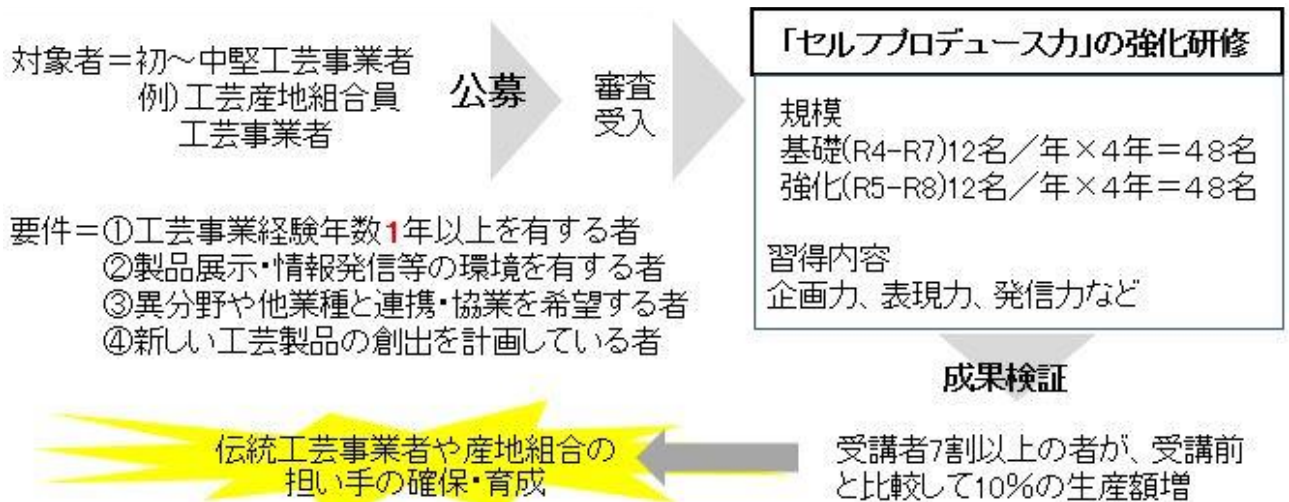 対象者＝初～中堅工芸事業者
例）工芸産地組合員
工芸事業者
公募
審査
受入
「セルフプロデュース力」の強化研修
規模
基礎(R4-R7)12名／年×4年＝48名
強化(R5-R8)12名／年×4年＝48名
習得内容
企画力、表現力、発信力など
要件＝①工芸事業経験年数1年以上を有する者
②製品展示・情報発信等の環境を有する者
③異分野や他業種と連携・協業を希望する者
④新しい工芸製品の創出を計画している者
成果検証
受講者7割以上の者が、受講前
と比較して10%の生産額増
伝統工芸事業者や産地組合の
担い手の確保・育成